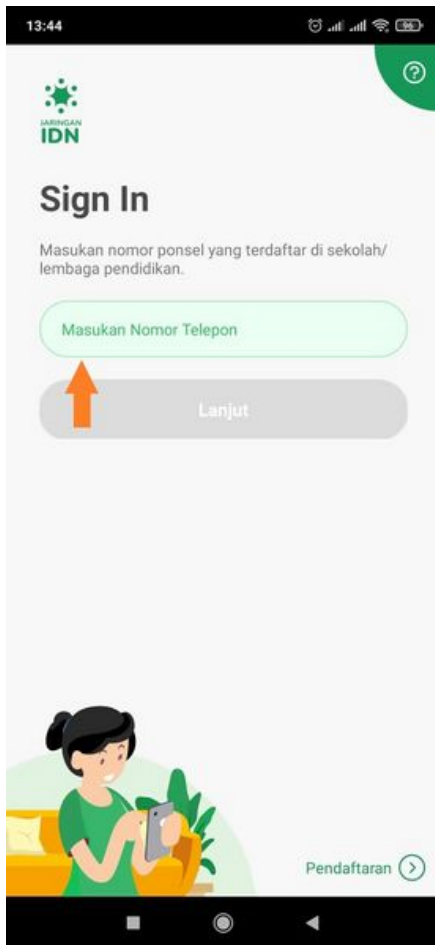 13:44
96
JARINGAN
IDN
Sign In
Masukan nomor ponsel yang terdaftar di sekolah/
lembaga pendidikan.
Masukan Nomor Telepon
Lanjut
Pendaftaran